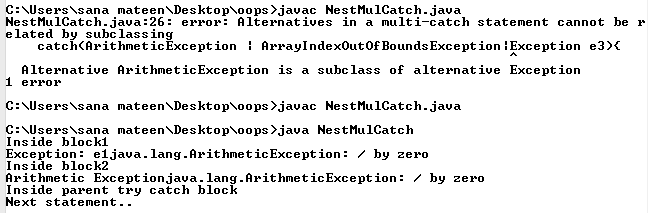 C:\Users\sana mateen\Desktop\oops>javac NestMulCatch.java
NestMulCatch.java:26: error: Alternatives in a multi-catch statement cannot be r
elated by subclassing
    catch(ArithmeticException | ArrayIndexOutOfBoundsException|Exception e3){
                                                               ^
  Alternative ArithmeticException is a subclass of alternative Exception
1 error
C:\Users\sana mateen\Desktop\oops>javac NestMulCatch.java
C:\Users\sana mateen\Desktop\oops>java NestMulCatch
Inside block1
Exception: e1java.lang.ArithmeticException: / by zero
Inside block2
Arithmetic Exceptionjava.lang.ArithmeticException: / by zero
Inside parent try catch block
Next statement..